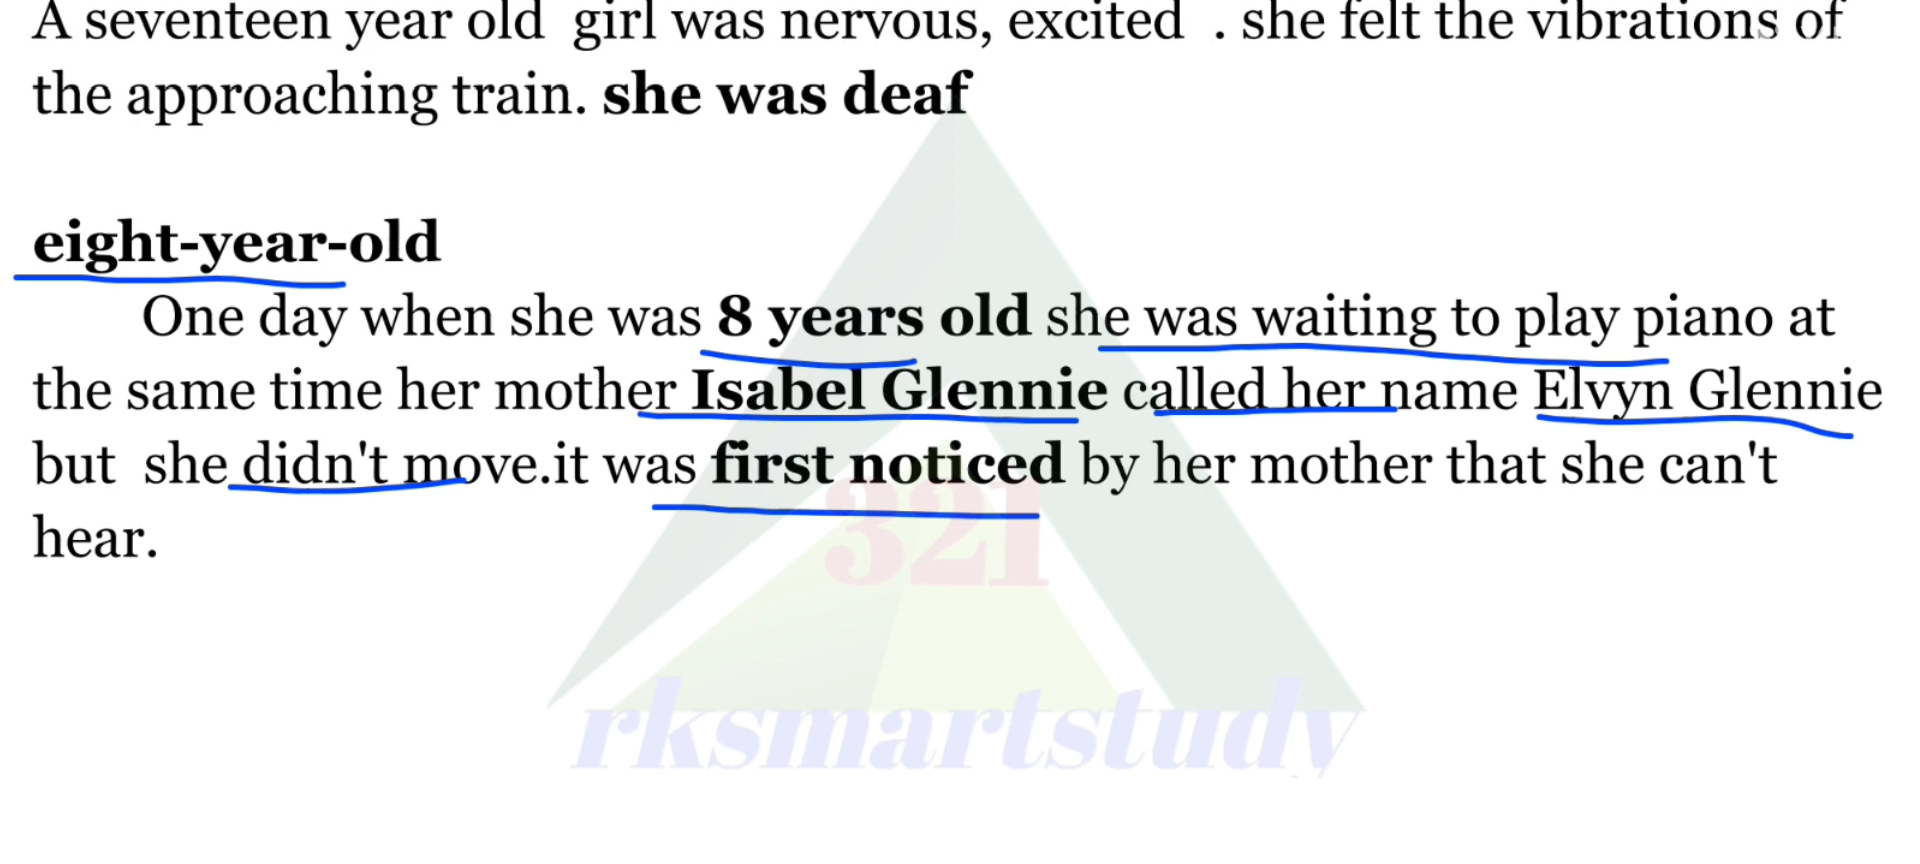 A seventeen year old  girl was nervous, excited  . she felt the vibrations of
the approaching train. she was deaf
eight-year-old
One day when she was 8 years old she was waiting to play piano at
the same time her mother Isabel Glennie called her name Elvyn Glennie
but  she didn't move.it was first noticed by her mother that she can't
hear.
321
rksmartstudy